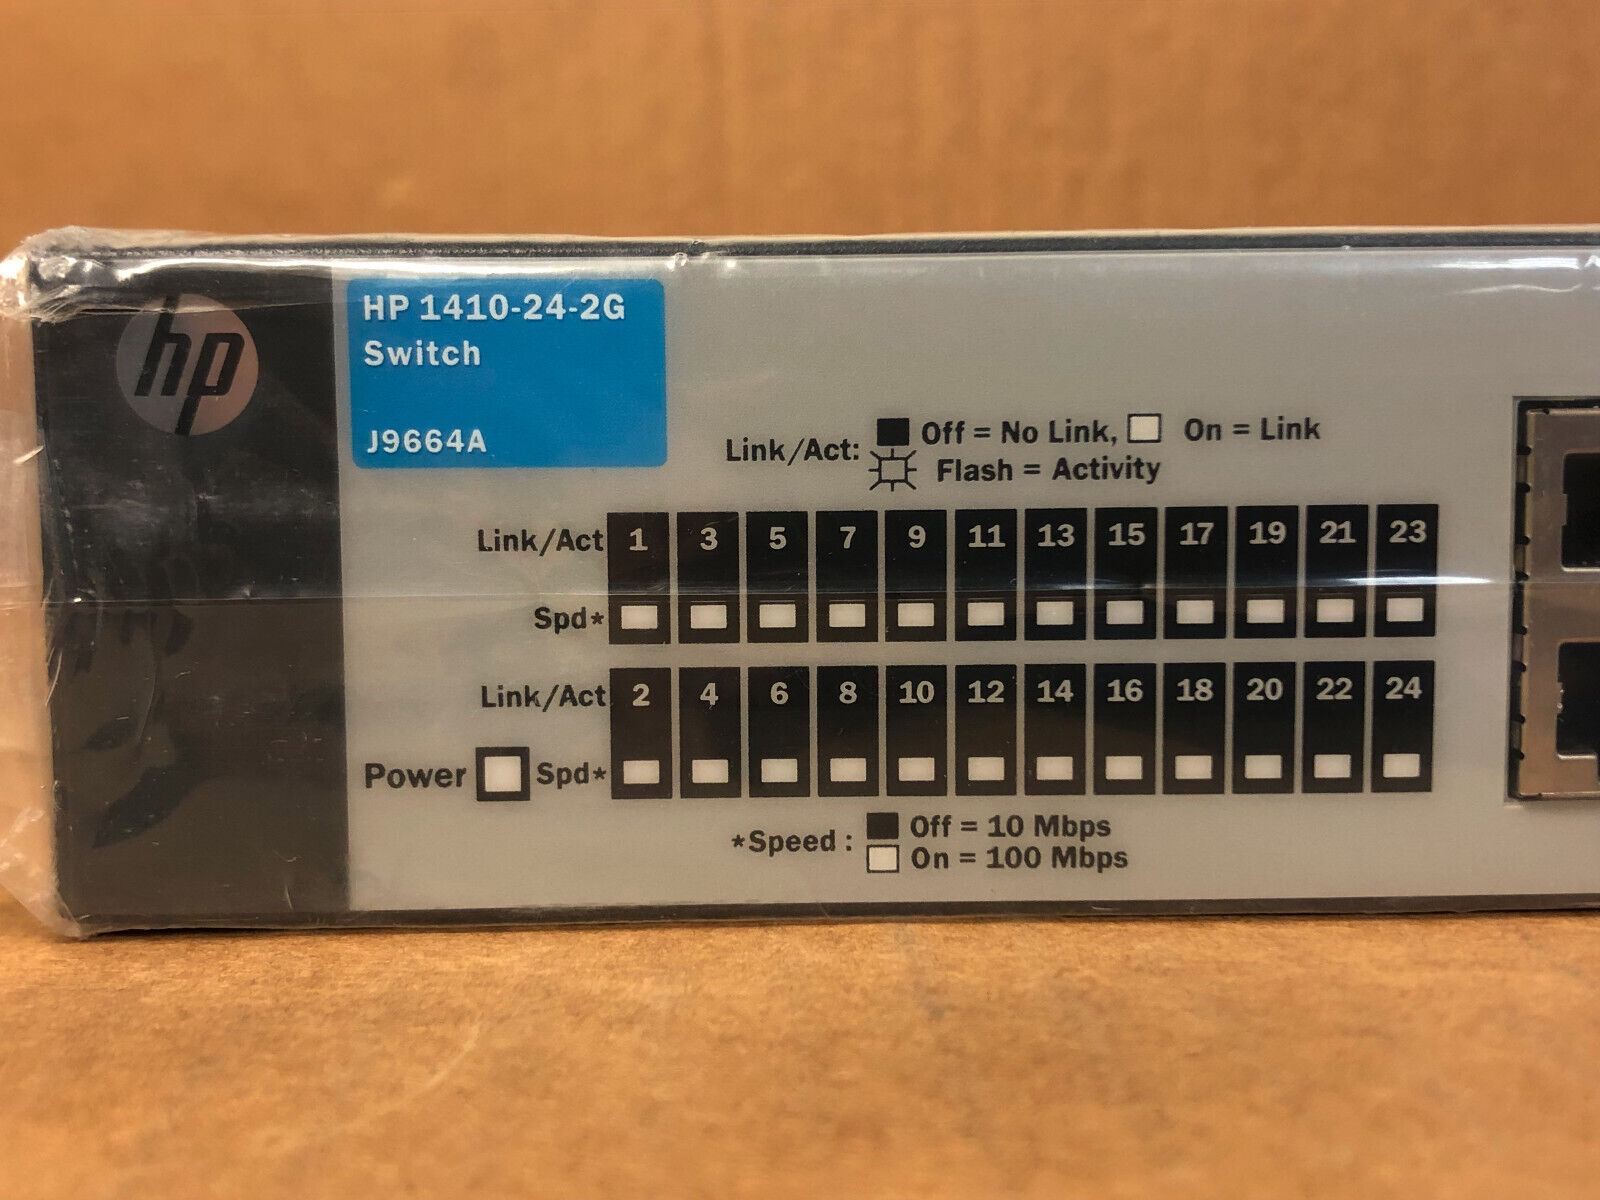 hp
HP 1410-24-2G
Switch
J9664A
Link/Act: Off = No Link, On = Link
Flash = Activity
Link/Act 1 3 5 7 9 11 13 15 17 19 21 23
Spd*
Link/Act 2 4 6 8 10 12 14 16 18 20 22 24
Power Spd*
*Speed : Off = 10 Mbps
On = 100 Mbps